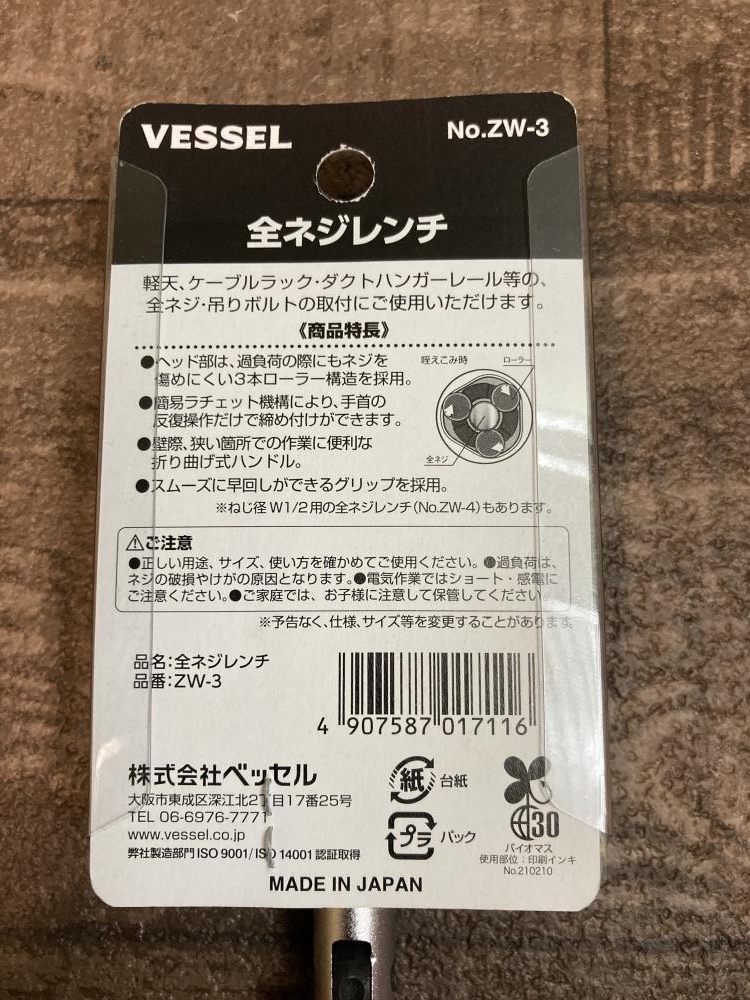 VESSEL
No.ZW-3
全ネジレンチ
軽天、ケーブルラック・ダクトハンガーレール等の、
全ネジ・吊りボルトの取付にご使用いただけます。
《商品特長》
●ヘッド部は、過負荷の際にもネジを
傷めにくい3本ローラー構造を採用。
●簡易ラチェット機構により、手首の
反復操作だけで締め付けができます。
●壁際、狭い箇所での作業に便利な
折り曲げ式ハンドル。
●スムーズに早回しができるグリップを採用。
咥えこみ時
ローラー
全ネジ
※ねじ径 W1/2用の全ネジレンチ(No.ZW-4)もあります。
⚠ご注意
●正しい用途、サイズ、使い方を確かめてご使用ください。●過負荷は、
ネジの破損やけがの原因となります。●電気作業ではショート・感電に
ご注意ください。●ご家庭では、お子様に注意して保管してください。
※予告なく、仕様、サイズ等を変更することがあります。
品名:全ネジレンチ
品番:ZW-3
4 907587 017116
株式会社ベッセル
大阪市東成区深江北2丁目17番25号
TEL 06-6976-7771
www.vessel.co.jp
弊社製造部門 ISO 9001/ISO 14001 認証取得
紙 台紙
プラ パック
30
バイオマス
使用部位:印刷インキ
No.210210
MADE IN JAPAN